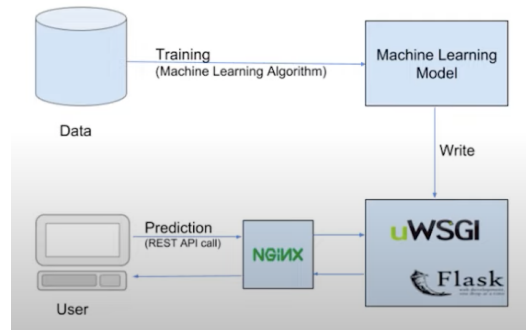 Training
(Machine Learning Algorithm)
Machine Learning
Model
Data
Write
Prediction
(REST API call)
NGINX
uWSGI
Flask
User